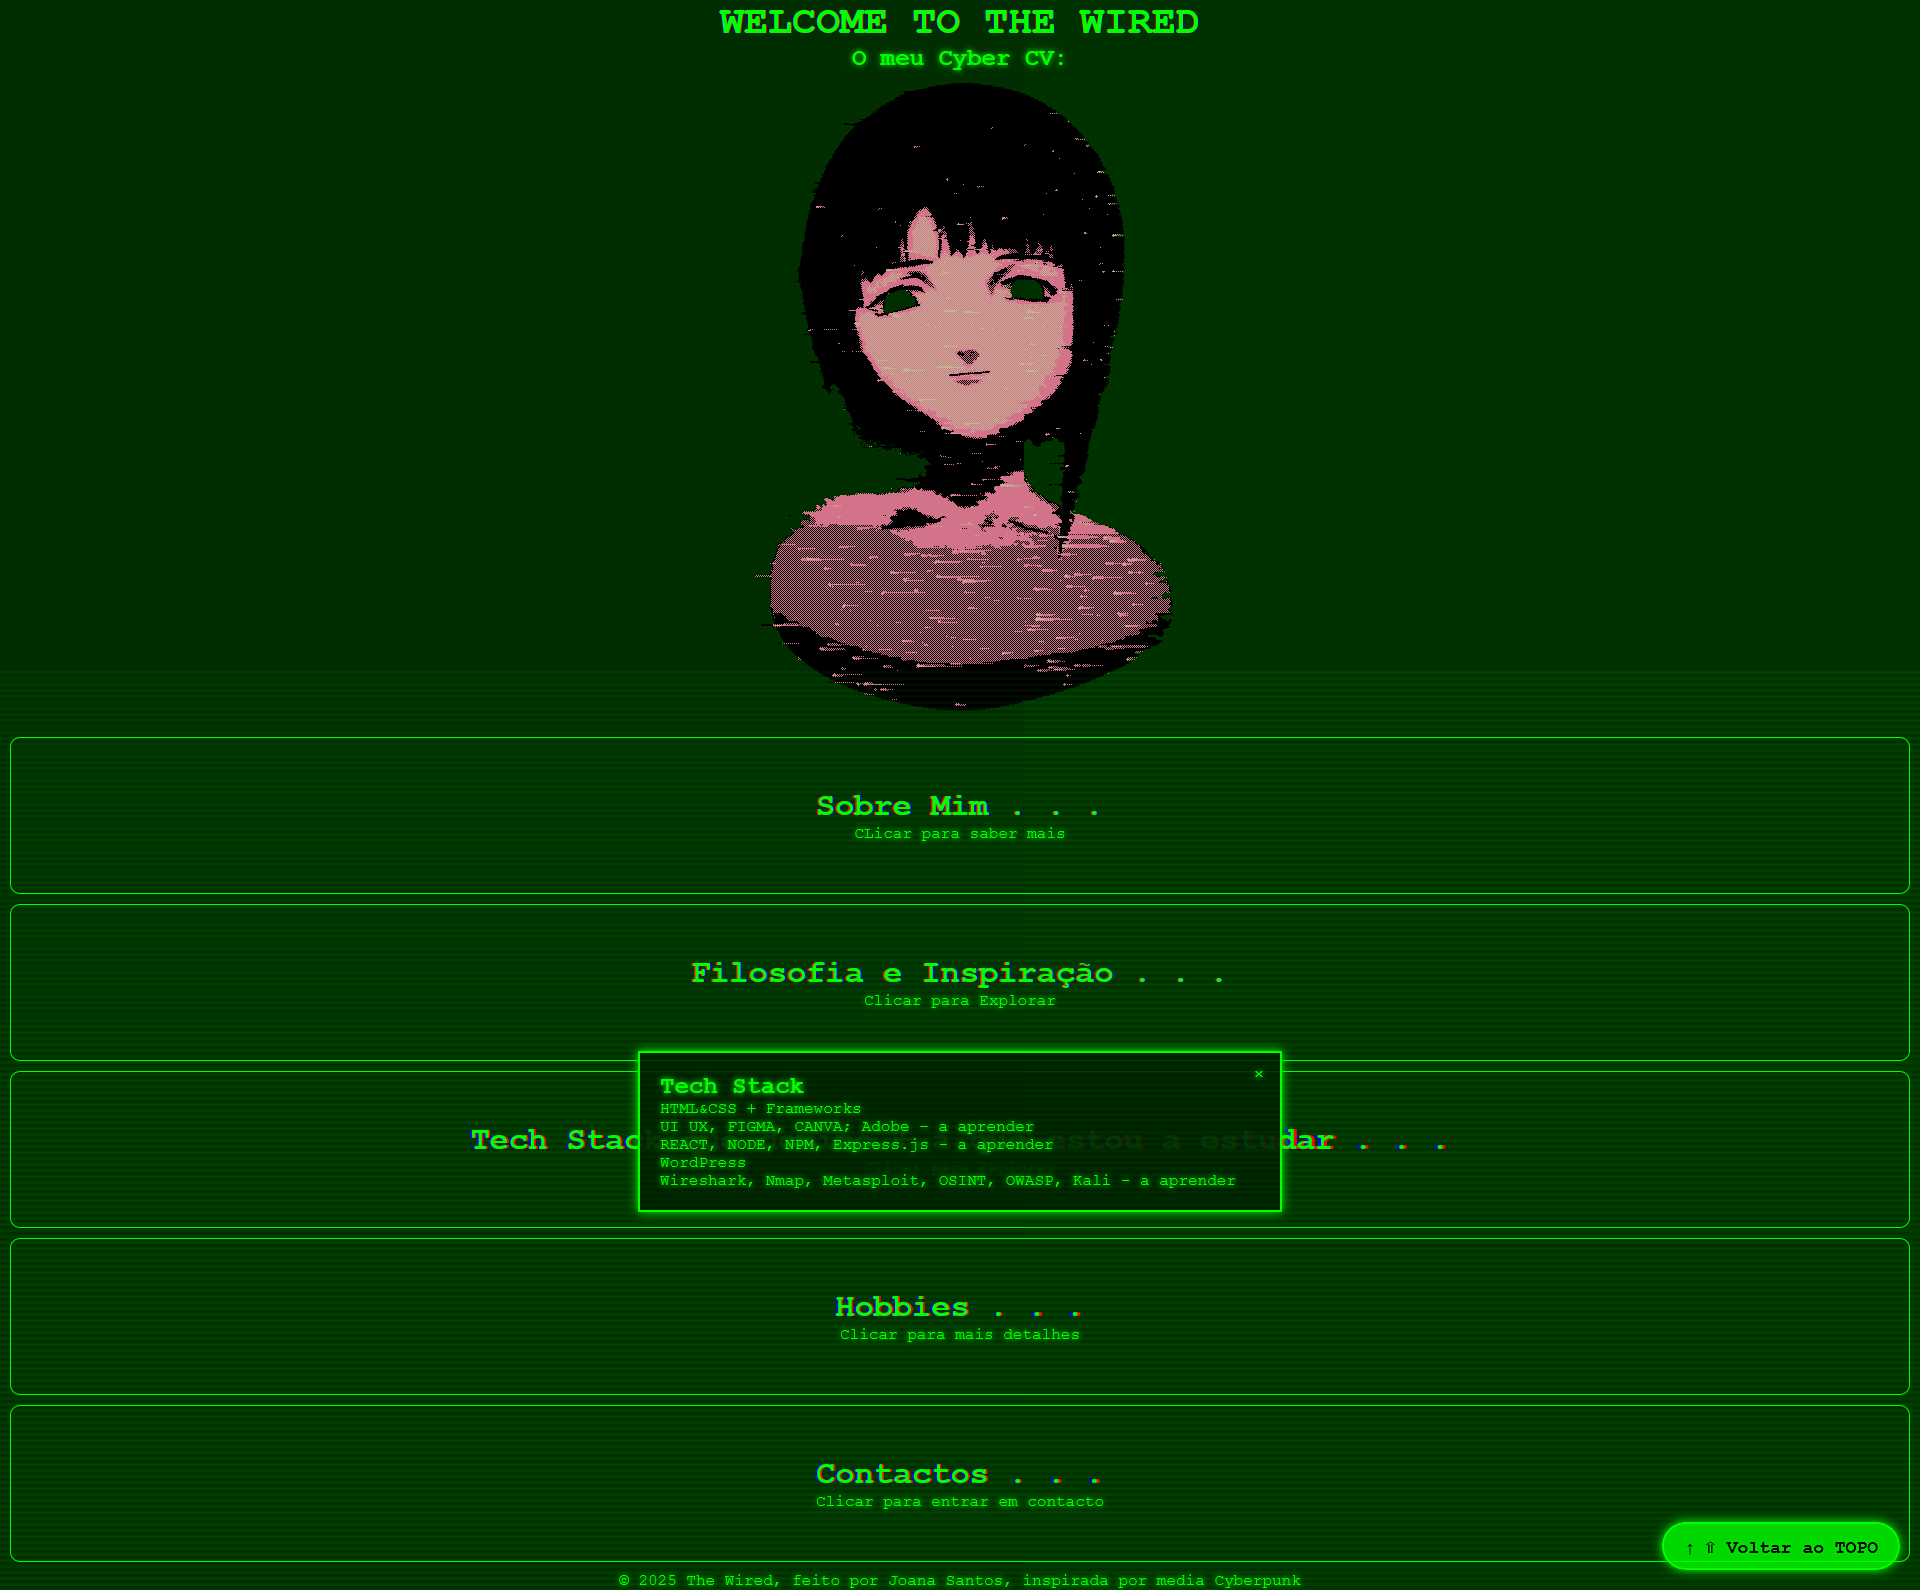 WELCOME TO THE WIRED
O meu Cyber CV:
Sobre Mim . . .
CLicar para saber mais
Filosofia e Inspiração . . .
Clicar para Explorar
×
Tech Stack
HTML&CSS + Frameworks
UI UX, FIGMA, CANVA; Adobe - a aprender
REACT, NODE, NPM, Express.js - a aprender
WordPress
Wireshark, Nmap, Metasploit, OSINT, OWASP, Kali - a aprender
Tech Stack estou a estudar . . .
Hobbies . . .
Clicar para mais detalhes
Contactos . . .
Clicar para entrar em contacto
↑ ⇧ Voltar ao TOPO
© 2025 The Wired, feito por Joana Santos, inspirada por media Cyberpunk